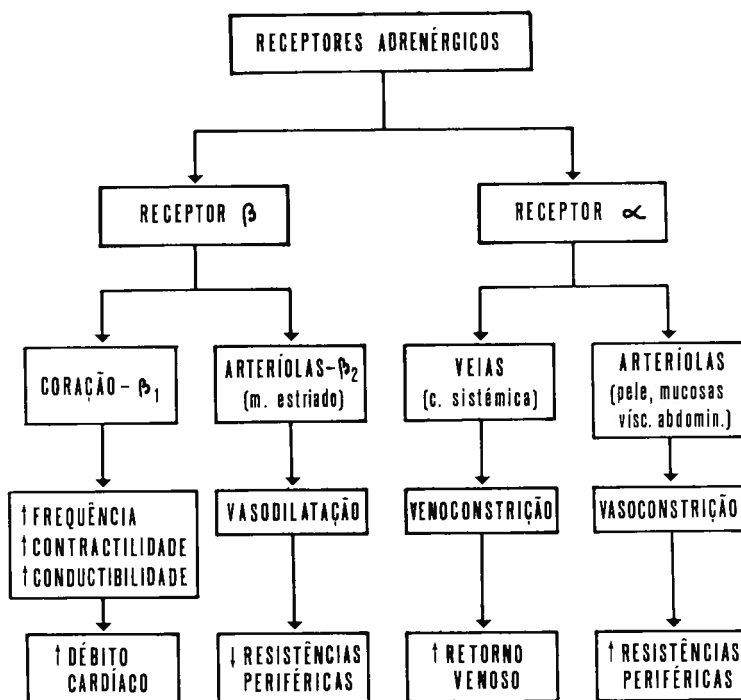 RECEPTORES ADRENÉRGICOS
RECEPTOR β
RECEPTOR α
CORAÇÃO - β1
ARTERÍOLAS - β2
(m. estriado)
VEIAS
(c. sistémica)
ARTERÍOLAS
(pele, mucosas
vísc. abdomin.)
↑ FREQUÊNCIA
↑ CONTRACTILIDADE
↑ CONDUCTIBILIDADE
VASODILATAÇÃO
VENOCONSTRIÇÃO
VASOCONSTRIÇÃO
↑ DÉBITO
CARDÍACO
↓ RESISTÊNCIAS
PERIFÉRICAS
↑ RETORNO
VENOSO
↑ RESISTÊNCIAS
PERIFÉRICAS